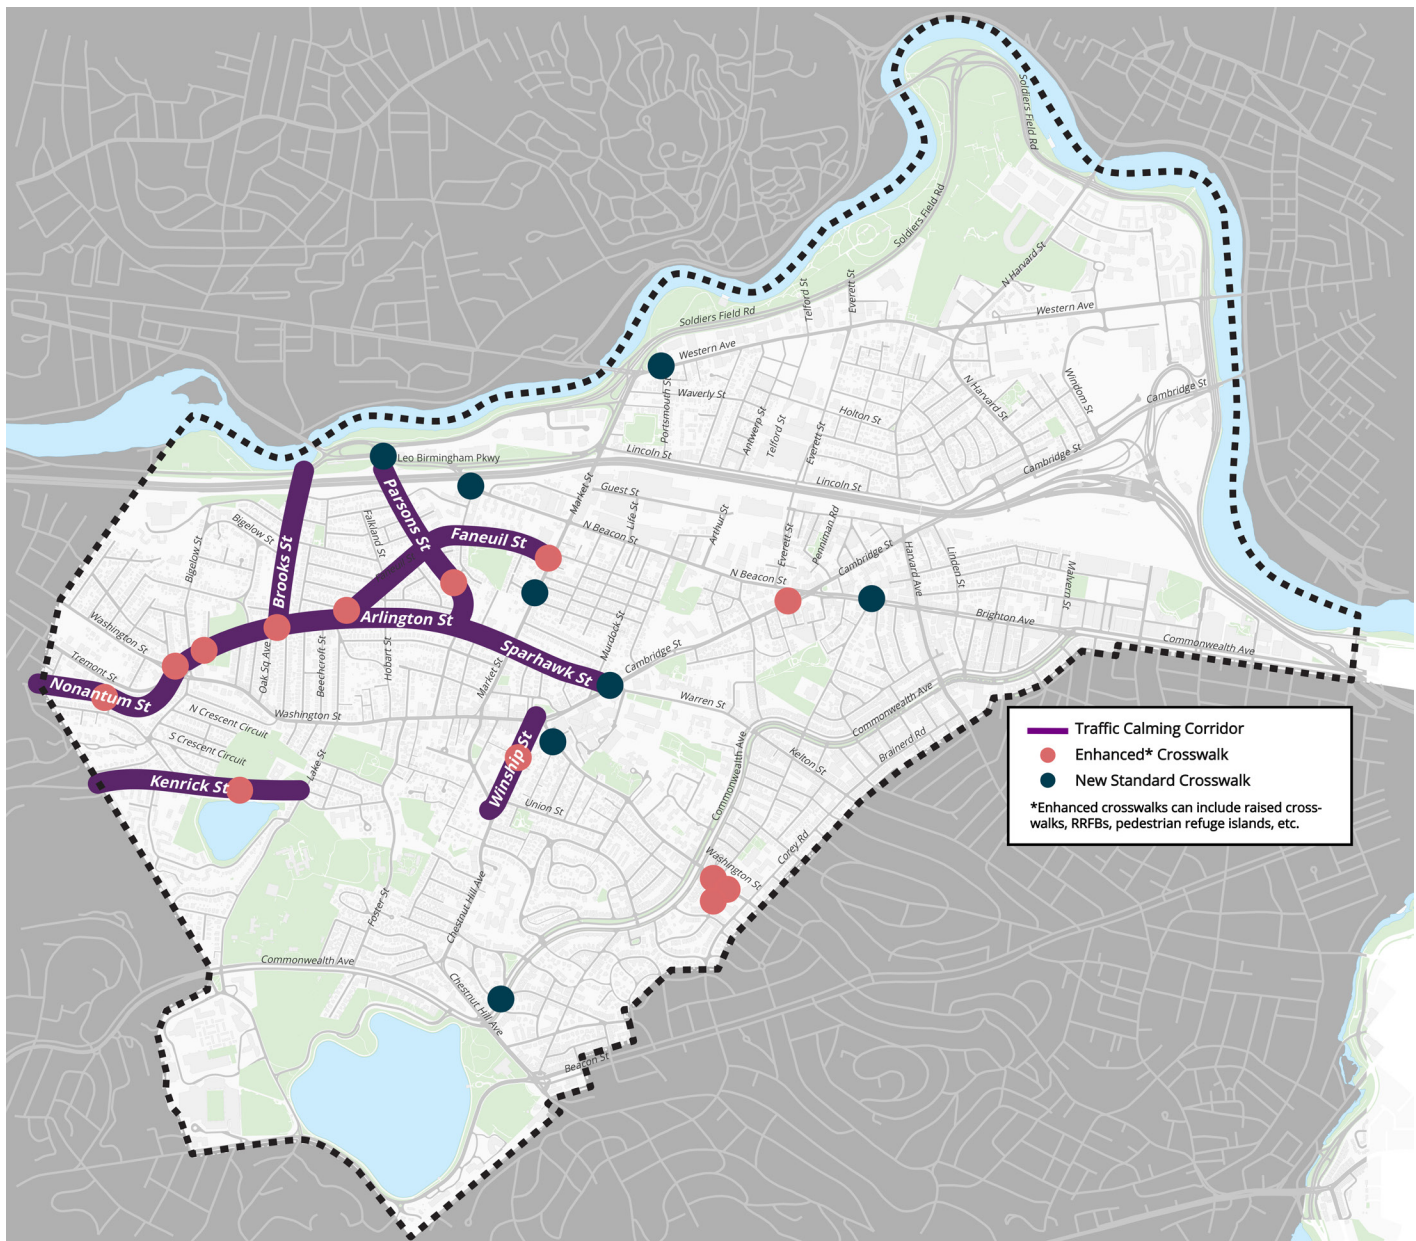 Soldiers Field Rd
Soldiers Field Rd
N Harvard St
Telford St
Everett St
Western Ave
Soldiers Field Rd
Western Ave
Waverly St
Portsmouth St
N Harvard St
Windom St
Cambridge St
Holton St
Antwerp St
Telford St
Everett St
Lincoln St
Cambridge St
Leo Birmingham Pkwy
Lincoln St
Market St
Guest St
Life St
Arthur St
Parsons St
Falkland St
Bigelow St
Bigelow St
Brooks St
Faneuil St
N Beacon St
Everett St
Penniman Rd
Cambridge St
Harvard Ave
Linden St
Malvern St
N Beacon St
Brighton Ave
Commonwealth Ave
Washington St
Arlington St
Sparhawk St
Murdock St
Cambridge St
Tremont St
Nonantum St
Oak Sq Ave
Beechcroft St
Hobart St
Market St
Warren St
N Crescent Circuit
Washington St
S Crescent Circuit
Lake St
Kenrick St
Winship St
Union St
Commonwealth Ave
Commonwealth Ave
Kelton St
Brainerd Rd
Traffic Calming Corridor
Enhanced* Crosswalk
New Standard Crosswalk
*Enhanced crosswalks can include raised cross-
walks, RRFBs, pedestrian refuge islands, etc.
Washington St
Corey Rd
Foster St
Chestnut Hill Ave
Commonwealth Ave
Chestnut Hill Ave
Beacon St